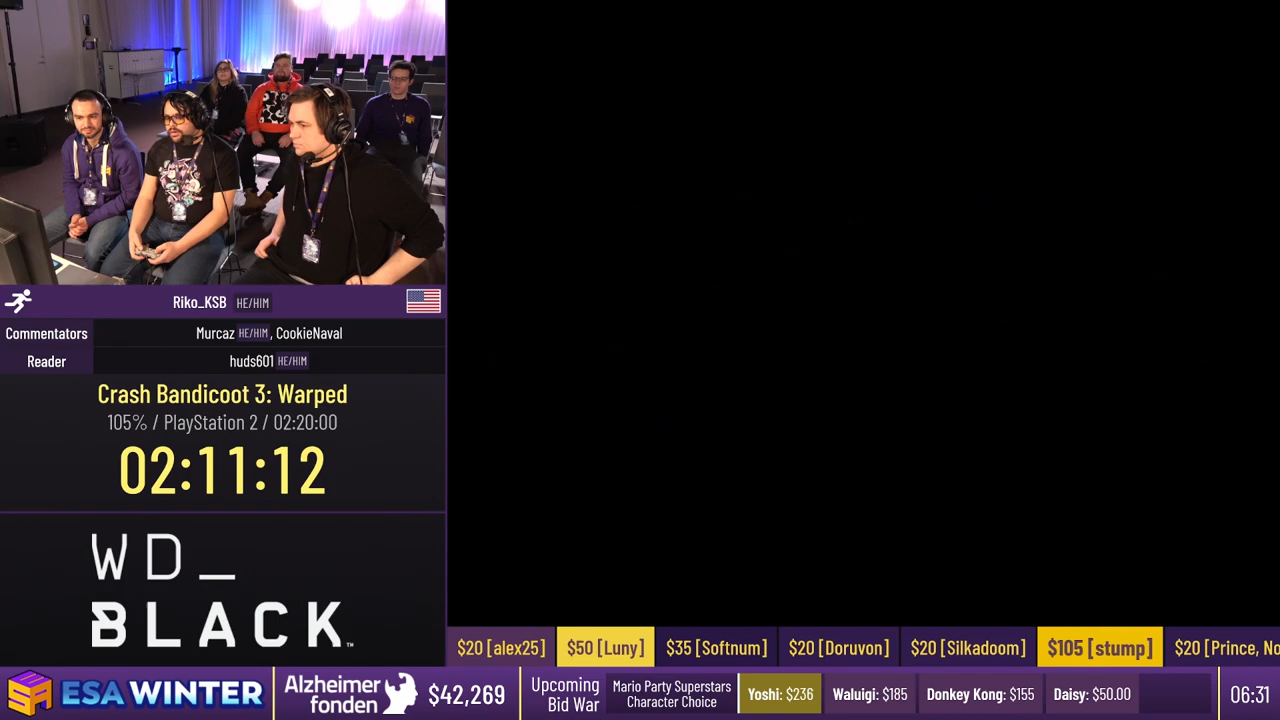 Riko_KSB HE/HIM
Commentators Murcaz HE/HIM, CookieNaval
Reader huds601 HE/HIM
Crash Bandicoot 3: Warped
105% / PlayStation 2 / 02:20:00
02:11:12
WD_
BLACK™
$20 [alex25] $50 [Luny] $35 [Softnum] $20 [Doruvon] $20 [Silkadoom] $105 [stump] $20 [Prince, No
ESA WINTER
Alzheimer
fonden
$42,269
Upcoming
Bid War
Mario Party Superstars
Character Choice
Yoshi: $236 Waluigi: $185 Donkey Kong: $155 Daisy: $50.00
06:31